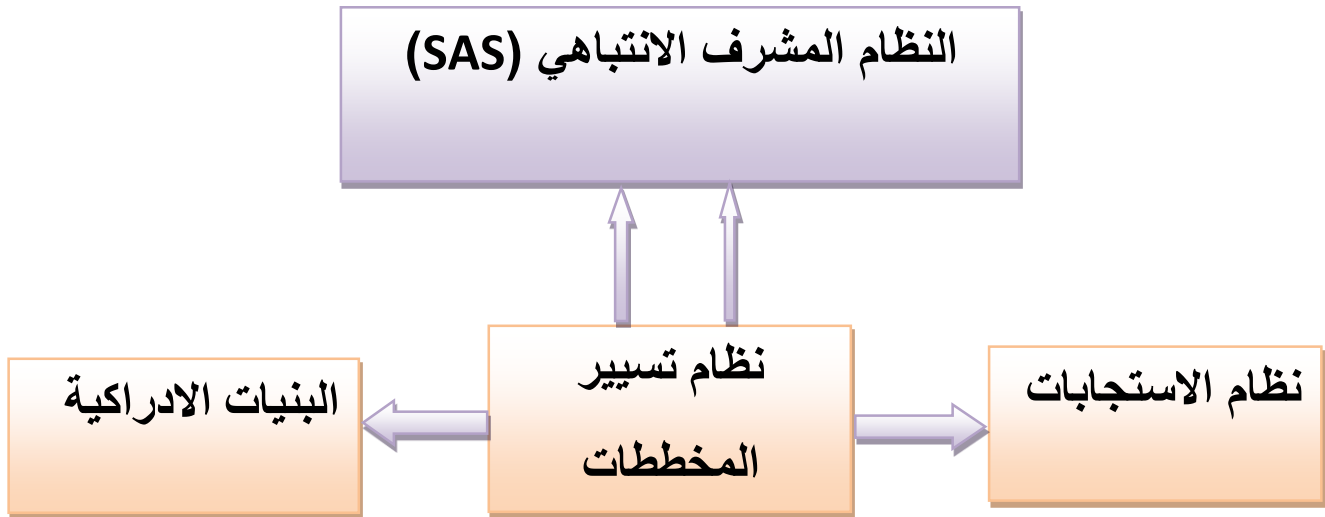 النظام المشرف الانتباهي (SAS)
نظام تسيير
المخططات
نظام الاستجابات
البنيات الادراكية